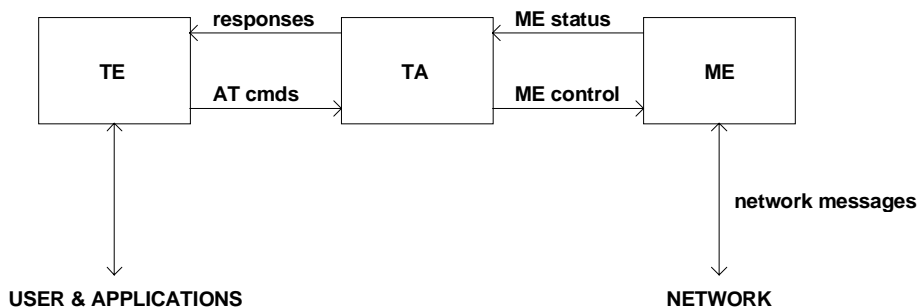 responses
ME status
TE
TA
ME
AT cmds
ME control
network messages
USER & APPLICATIONS
NETWORK